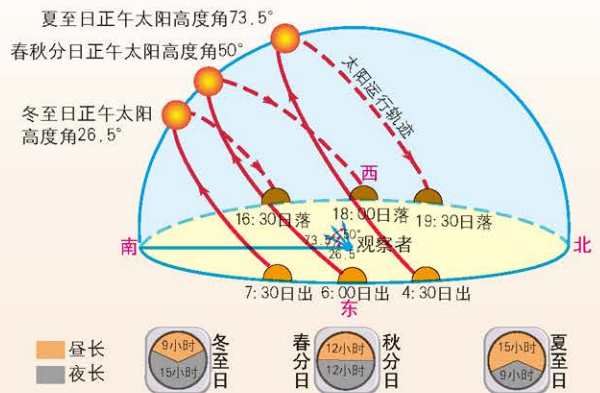 夏至日正午太阳高度角73.5°
春秋分日正午太阳高度角50°
冬至日正午太阳
高度角26.5°
太阳运行轨迹
西
16:30日落
18:00日落
19:30日落
南
73.5°
50°
26.5°
观察者
北
7:30日出
6:00日出
4:30日出
东
昼长
夜长
9小时
15小时
冬至日
春分日
12小时
12小时
秋分日
15小时
9小时
夏至日